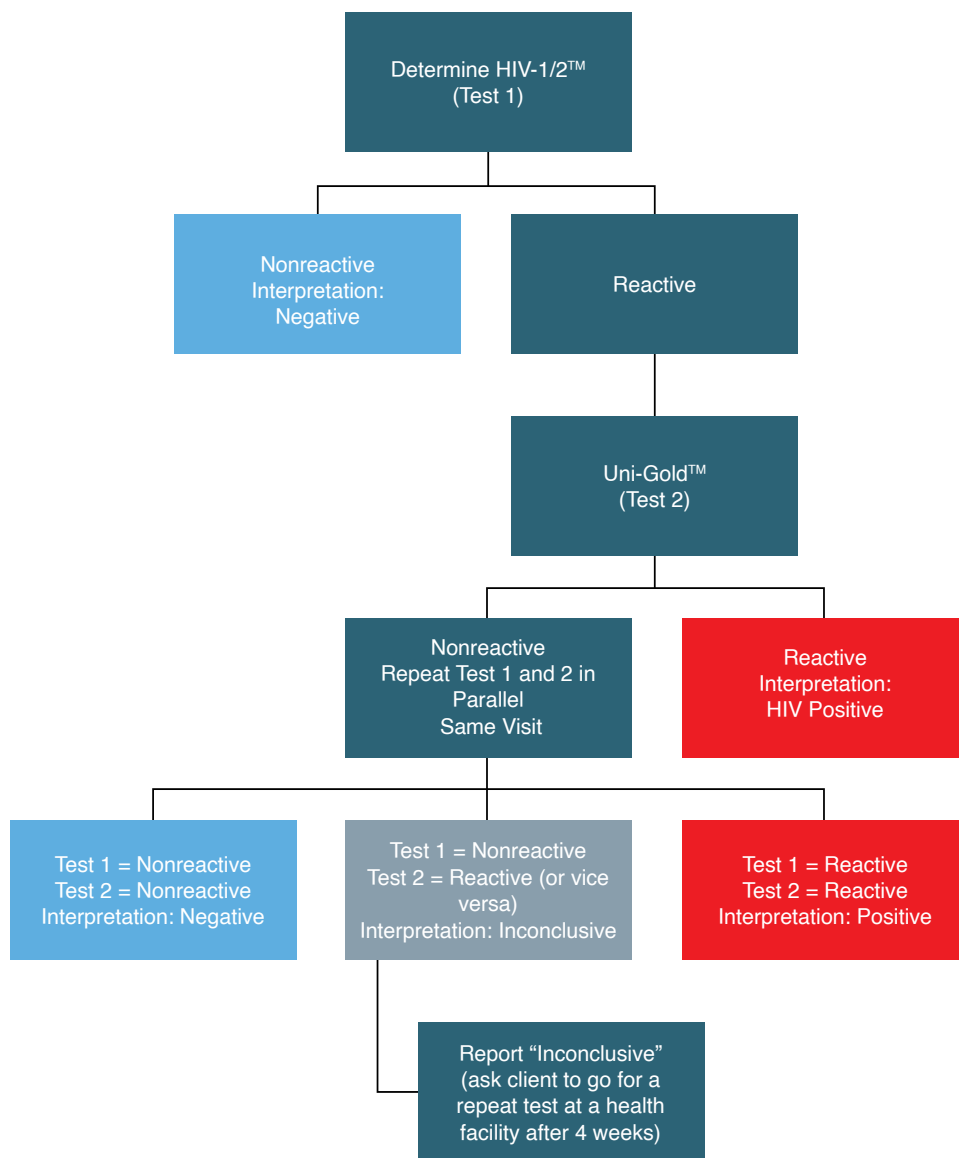 Determine HIV-1/2™
(Test 1)
Nonreactive
Interpretation:
Negative
Reactive
Uni-Gold™
(Test 2)
Nonreactive
Repeat Test 1 and 2 in
Parallel
Same Visit
Reactive
Interpretation:
HIV Positive
Test 1 = Nonreactive
Test 2 = Nonreactive
Interpretation: Negative
Test 1 = Nonreactive
Test 2 = Reactive (or vice
versa)
Interpretation: Inconclusive
Test 1 = Reactive
Test 2 = Reactive
Interpretation: Positive
Report “Inconclusive”
(ask client to go for a
repeat test at a health
facility after 4 weeks)